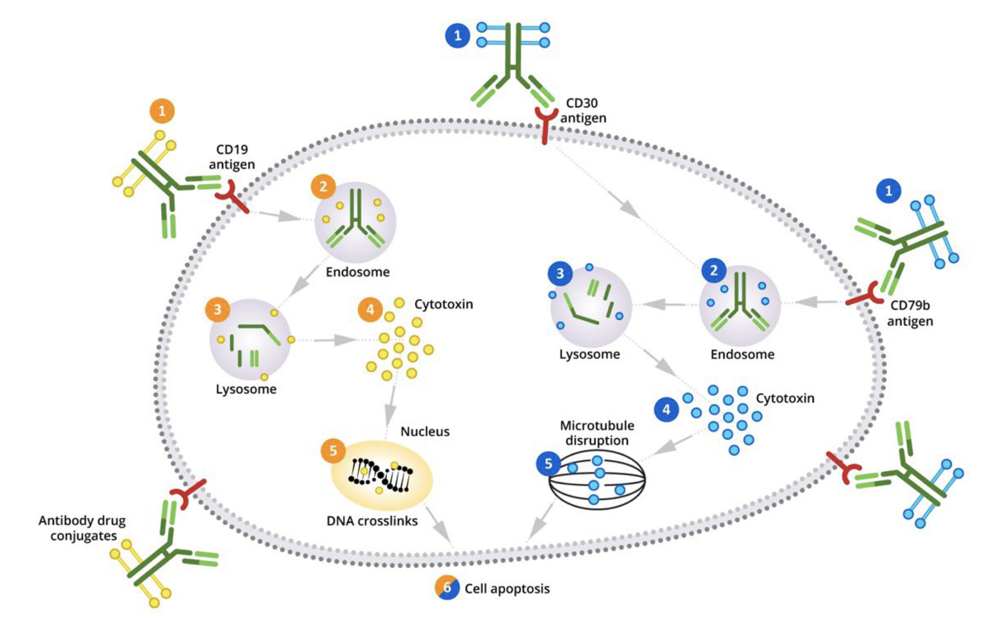 1
CD30
antigen
1
CD19
antigen
2
Endosome
1
3
2
CD79b
antigen
Lysosome
Endosome
3
4
Cytotoxin
Lysosome
4
Cytotoxin
Microtubule
disruption
5
Nucleus
5
DNA crosslinks
Antibody drug
conjugates
6
Cell apoptosis